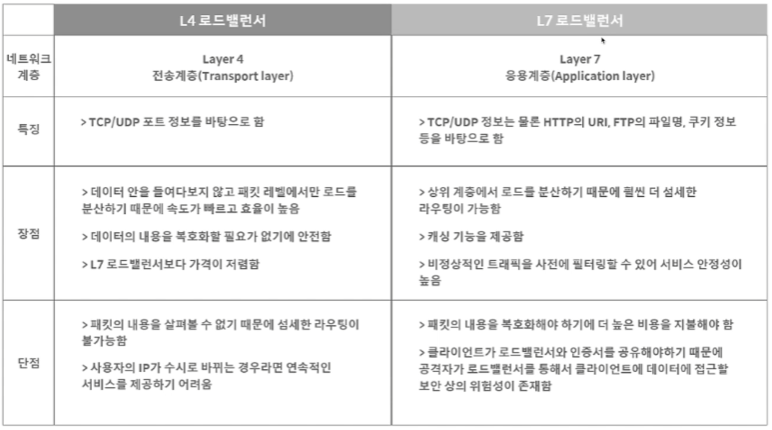 L4 로드밸런서
L7 로드밸런서
네트워크
계층
Layer 4
전송계층(Transport layer)
Layer 7
응용계층(Application layer)
특징
> TCP/UDP 포트 정보를 바탕으로 함
> TCP/UDP 정보는 물론 HTTP의 URI, FTP의 파일명, 쿠키 정보
등을 바탕으로 함
장점
> 데이터 안을 들여다보지 않고 패킷 레벨에서만 로드를
분산하기 때문에 속도가 빠르고 효율이 높음
> 데이터의 내용을 복호화할 필요가 없기에 안전함
> L7 로드밸런서보다 가격이 저렴함
> 상위 계층에서 로드를 분산하기 때문에 훨씬 더 섬세한
라우팅이 가능함
> 캐싱 기능을 제공함
> 비정상적인 트래픽을 사전에 필터링할 수 있어 서비스 안정성이
높음
단점
> 패킷의 내용을 살펴볼 수 없기 때문에 섬세한 라우팅이
불가능함
> 사용자의 IP가 수시로 바뀌는 경우라면 연속적인
서비스를 제공하기 어려움
> 패킷의 내용을 복호화해야 하기에 더 높은 비용을 지불해야 함
> 클라이언트가 로드밸런서와 인증서를 공유해야하기 때문에
공격자가 로드밸런서를 통해서 클라이언트에 데이터에 접근할
보안 상의 위험성이 존재함